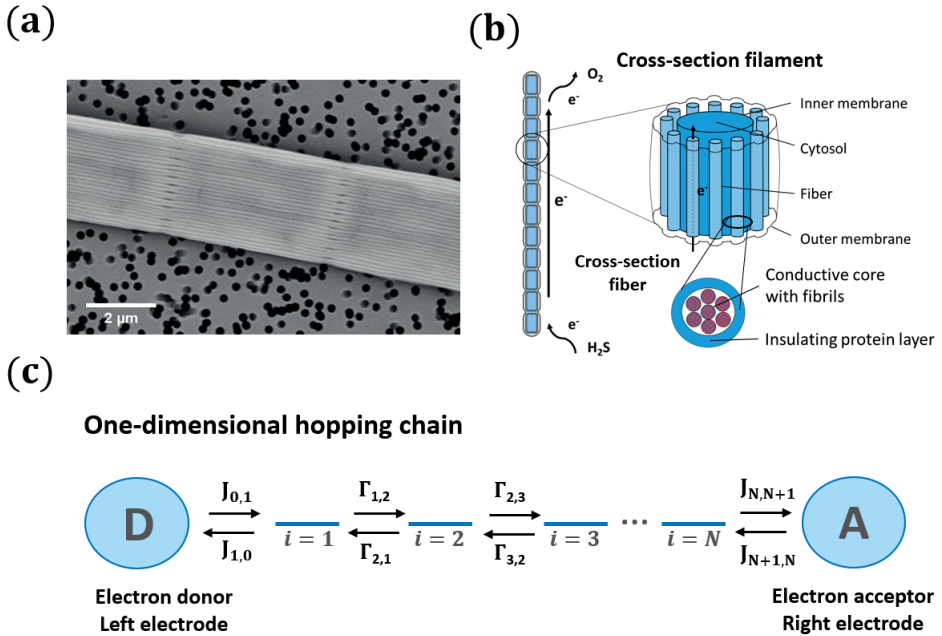 (a)
2 µm
(b)
Cross-section filament
O2
e-
e-
H2S
e-
Inner membrane
Cytosol
Fiber
e-
Outer membrane
Cross-section
fiber
Conductive core
with fibrils
Insulating protein layer
(c)
One-dimensional hopping chain
D
J0,1
J1,0
i = 1
Γ1,2
Γ2,1
i = 2
Γ2,3
Γ3,2
i = 3
...
i = N
JN,N+1
JN+1,N
A
Electron donor
Left electrode
Electron acceptor
Right electrode